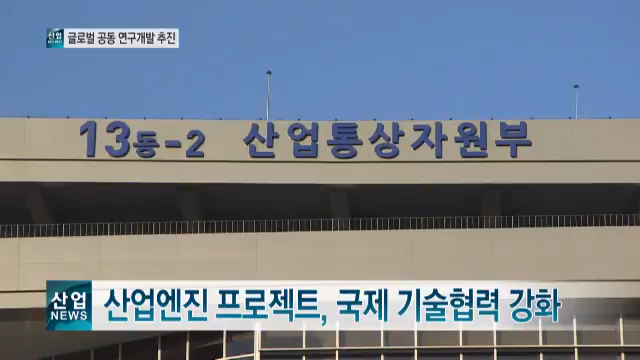 산업
NEWS
글로벌 공동 연구개발 추진
13동-2 산업통상자원부
산업
NEWS
산업엔진 프로젝트, 국제 기술협력 강화